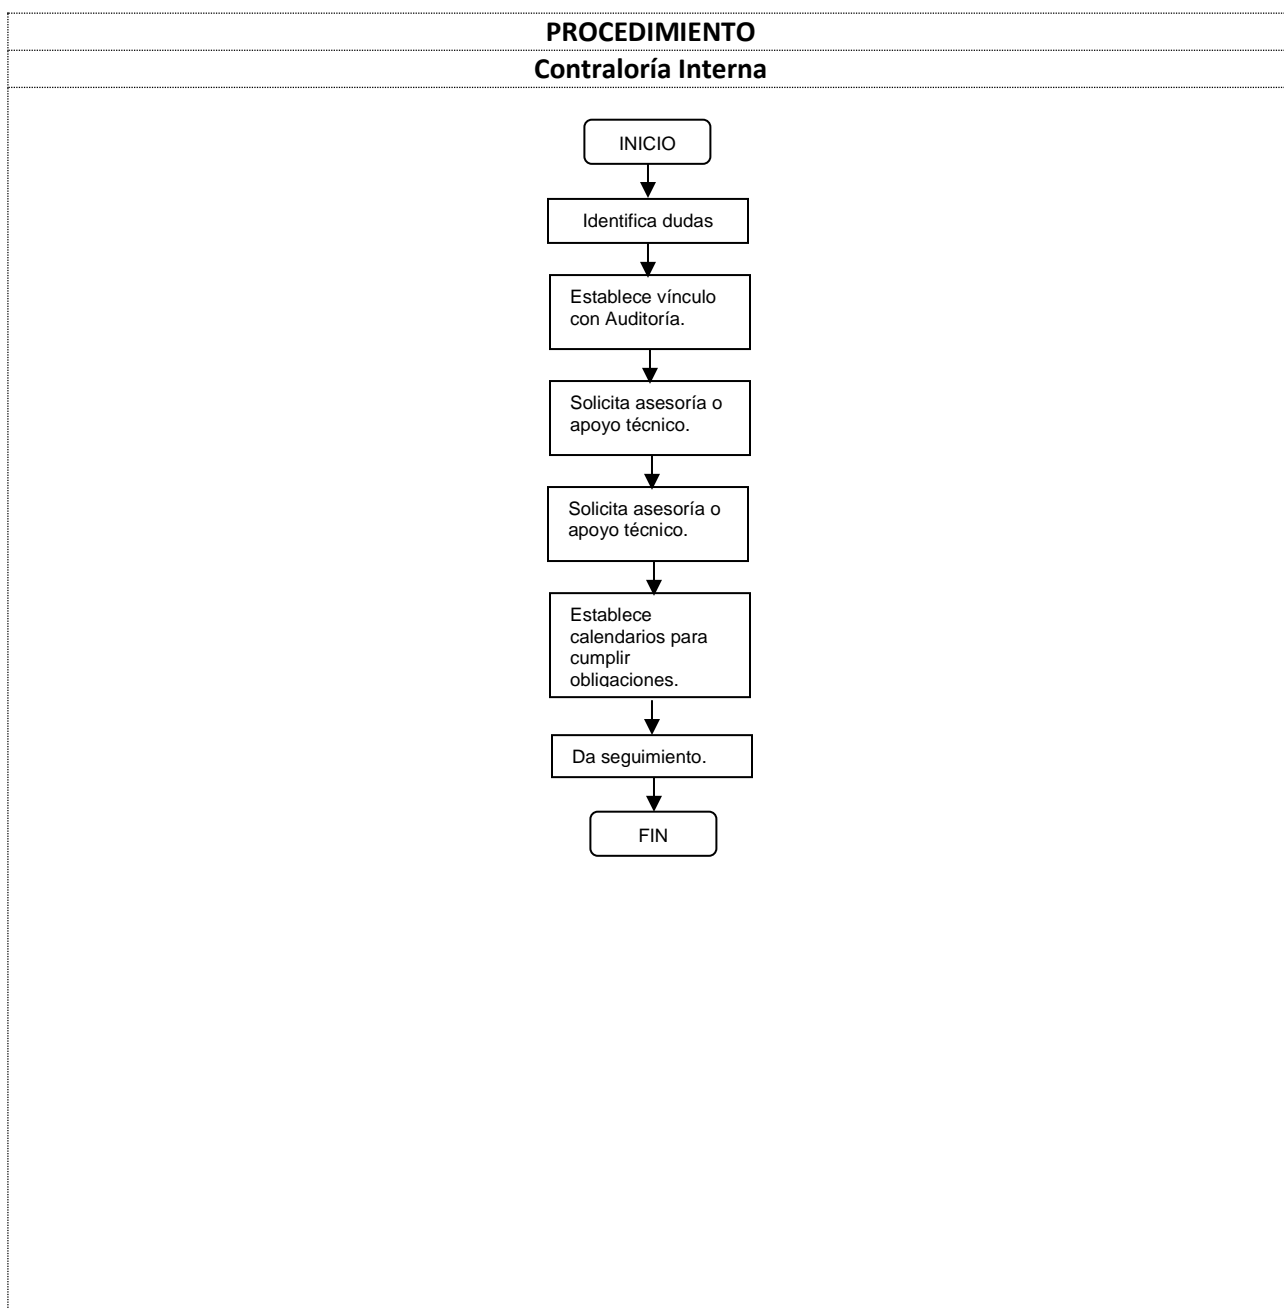 PROCEDIMIENTO
Contraloría Interna
INICIO
Identifica dudas
Establece vínculo
con Auditoría.
Solicita asesoría o
apoyo técnico.
Solicita asesoría o
apoyo técnico.
Establece
calendarios para
cumplir
obligaciones.
Da seguimiento.
FIN